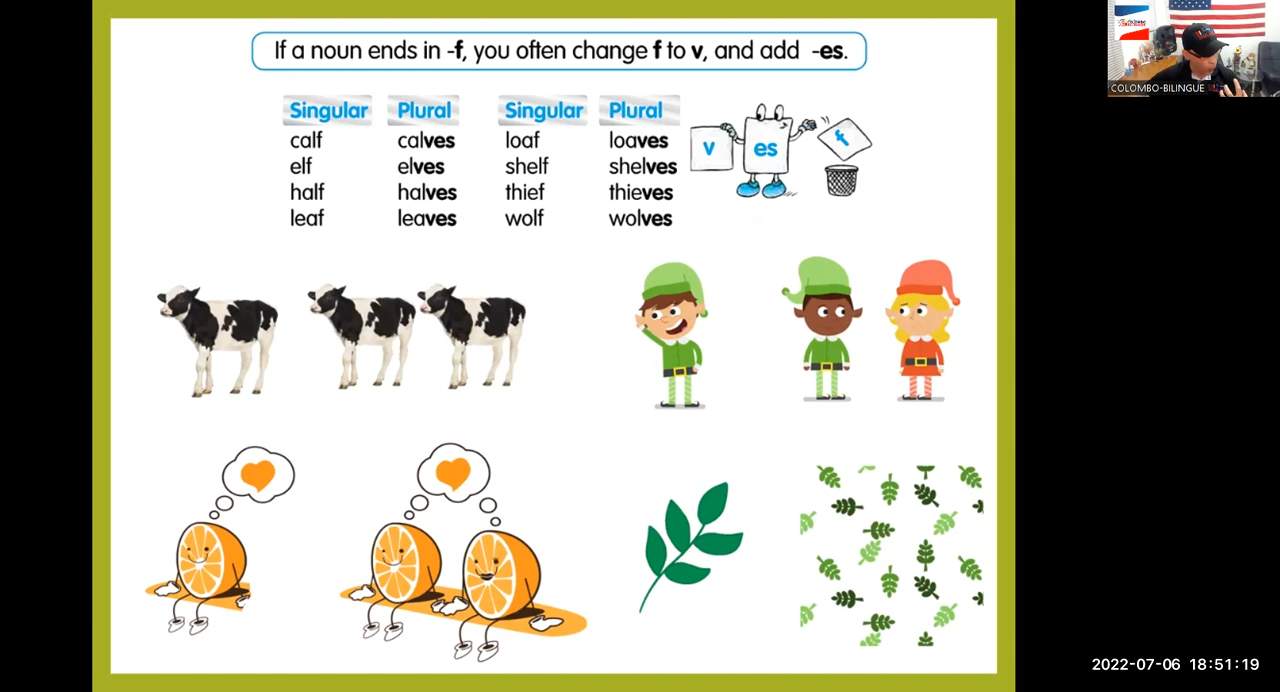 If a noun ends in -f, you often change f to v, and add -es.
Singular Plural Singular Plural
calf calves loaf loaves
elf elves shelf shelves
half halves thief thieves
leaf leaves wolf wolves
v es f
COLOMBO-BILINGUE
2022-07-06 18:51:19